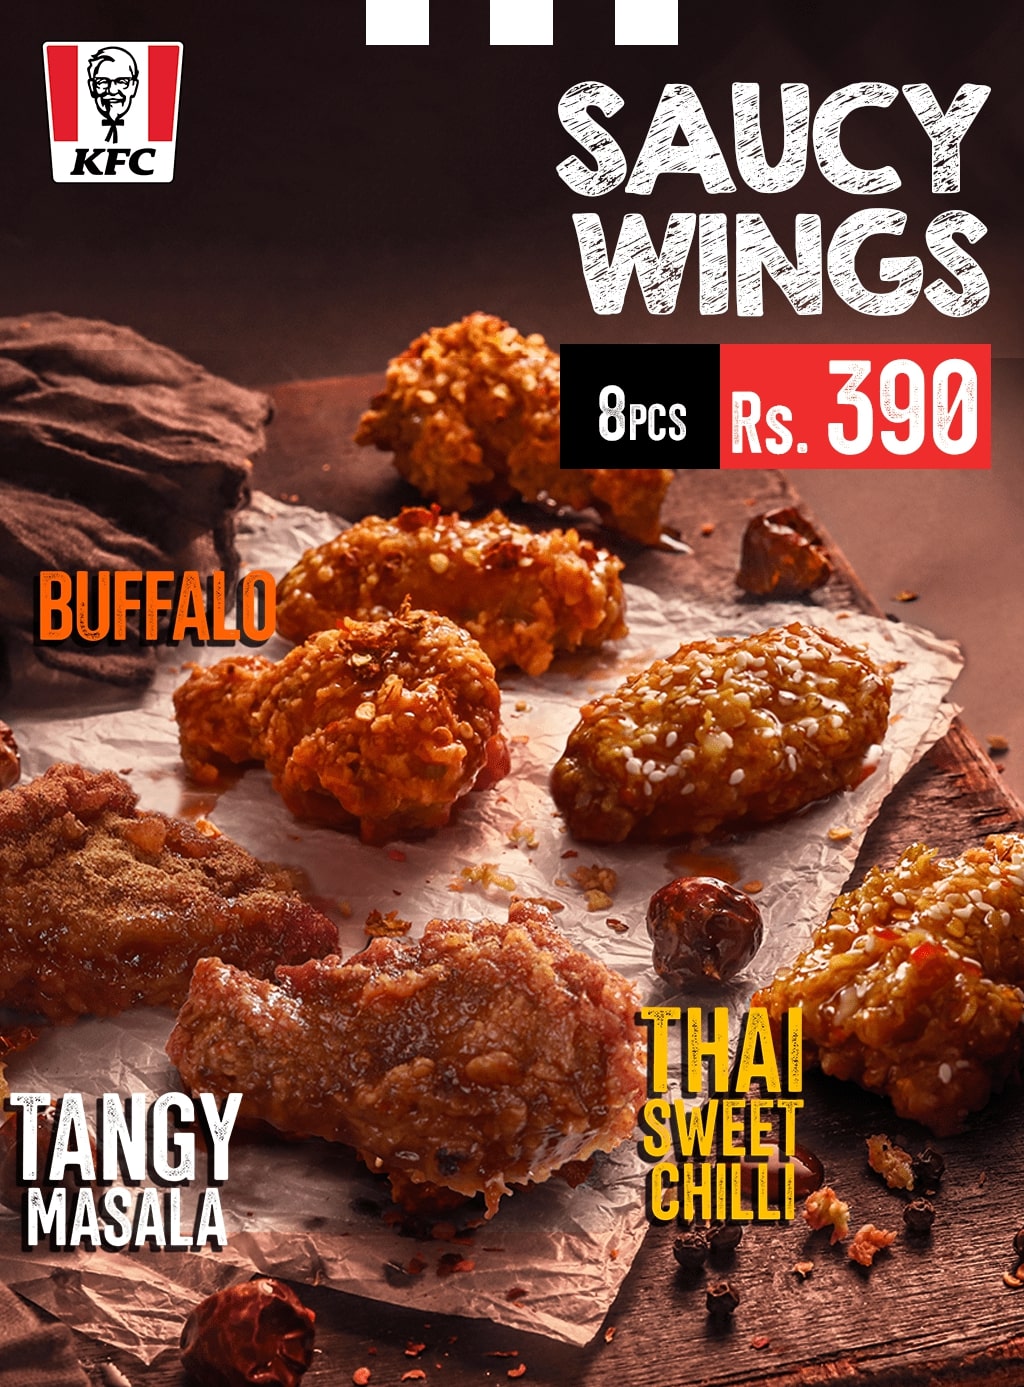 KFC
SAUCY
WINGS
8PCS
Rs. 390
BUFFALO
THAI
SWEET
CHILLI
TANGY
MASALA